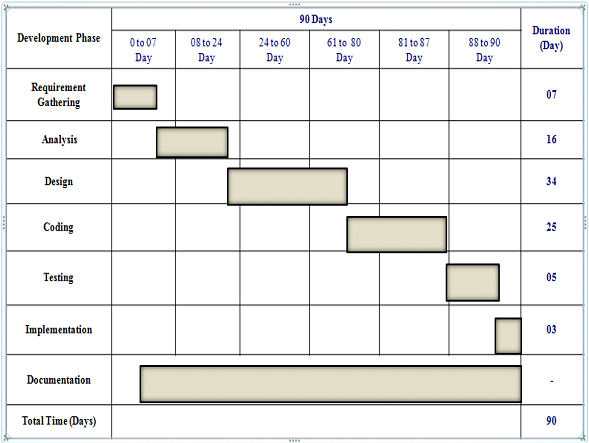 Development Phase
90 Days
Duration
(Day)
0 to 07
Day
08 to 24
Day
24 to 60
Day
61 to 80
Day
81 to 87
Day
88 to 90
Day
Requirement
Gathering
07
Analysis
16
Design
34
Coding
25
Testing
05
Implementation
03
Documentation
-
Total Time (Days)
90